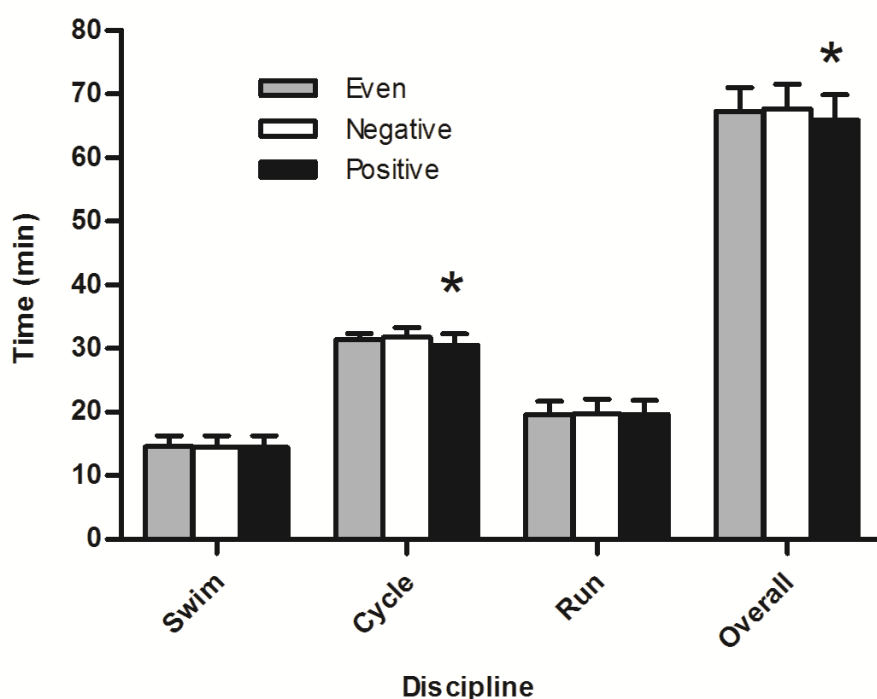 80
70
60
50
40
30
20
10
0
Time (min)
Even
Negative
Positive
*
*
Swim
Cycle
Run
Overall
Discipline